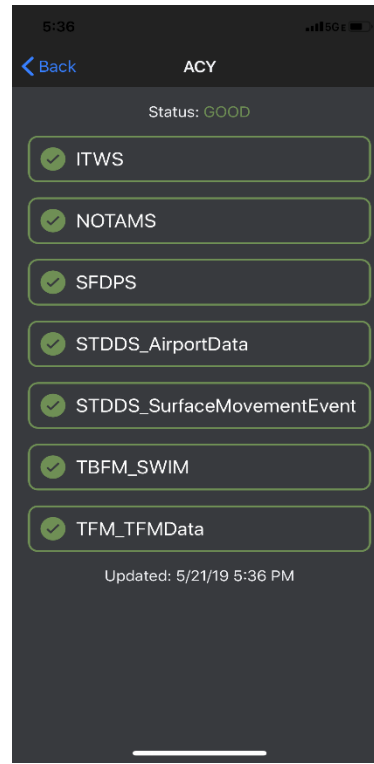 5:36 5GE
Back ACY
Status: GOOD
ITWS
NOTAMS
SFDPS
STDDS_AirportData
STDDS_SurfaceMovementEvent
TBFM_SWIM
TFM_TFMData
Updated: 5/21/19 5:36 PM